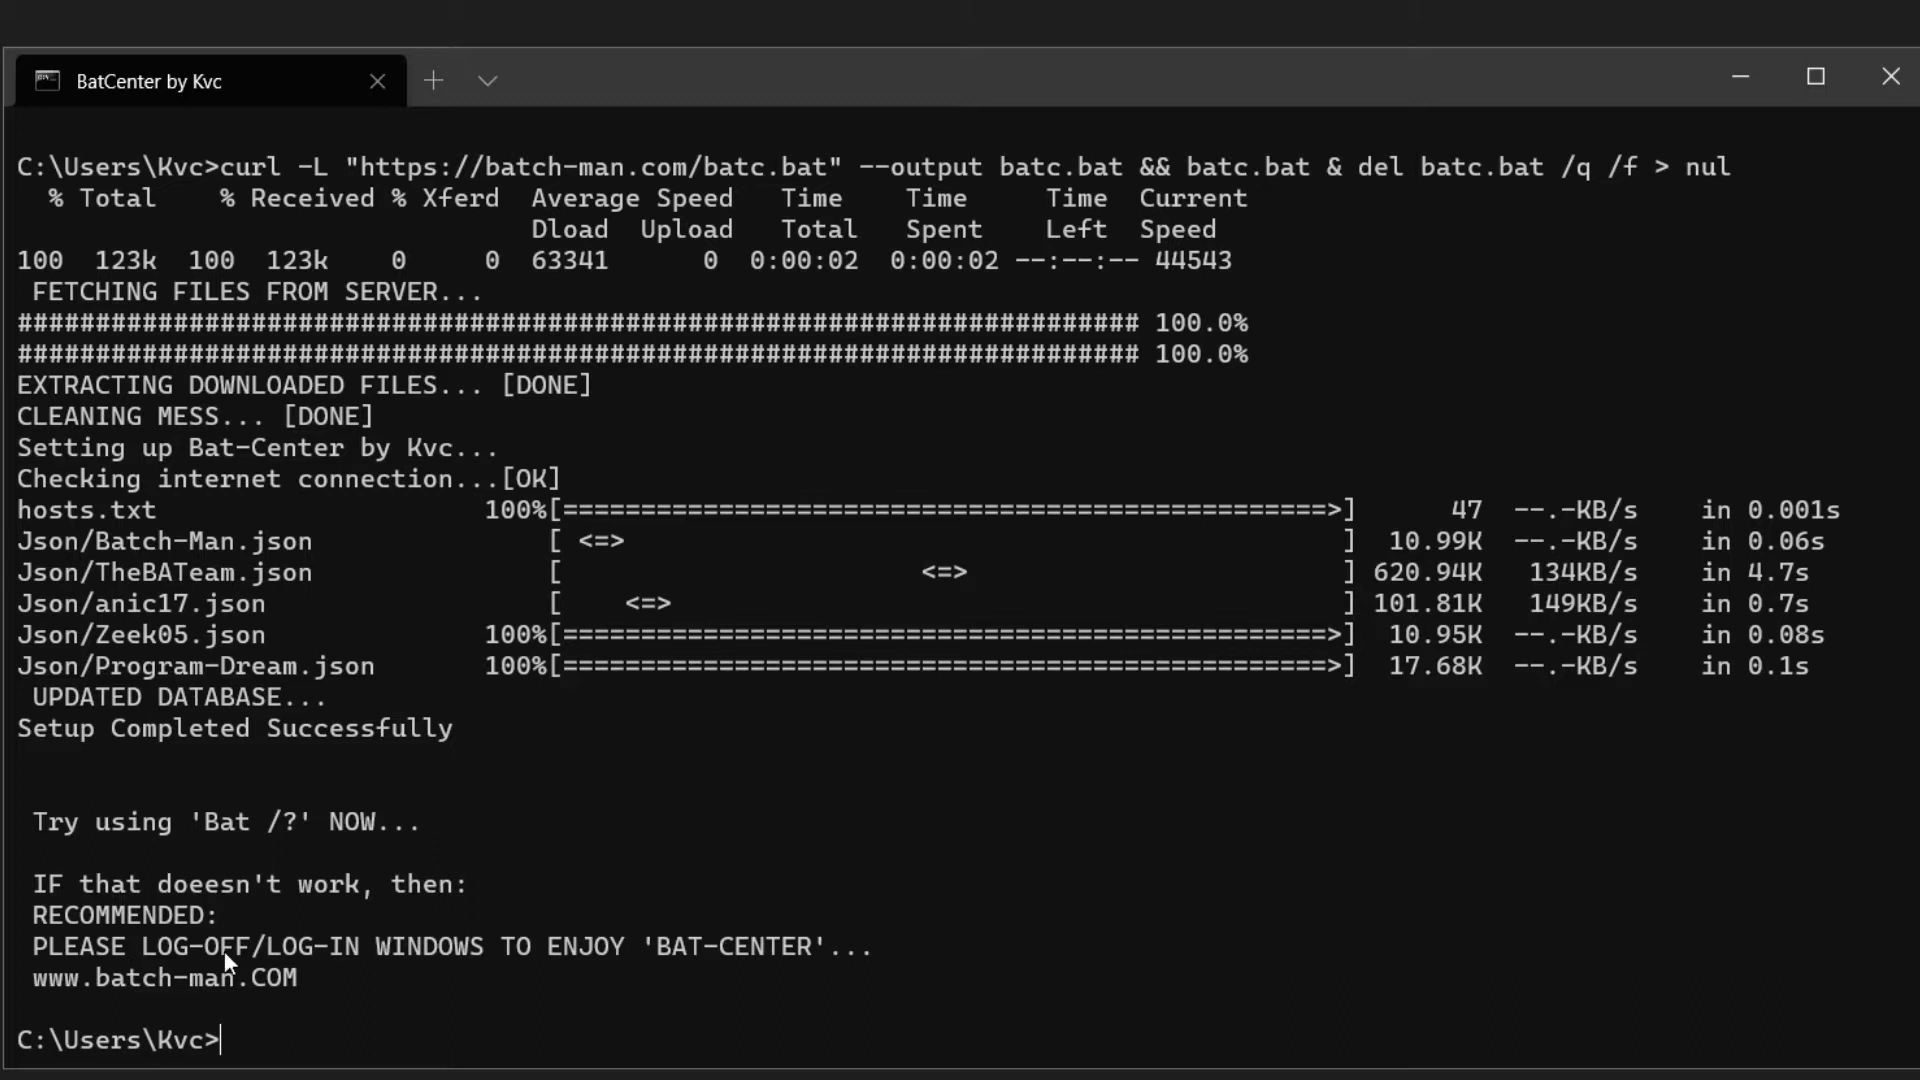 BatCenter by Kvc
C:\Users\Kvc>curl -L "https://batch-man.com/batc.bat" --output batc.bat && batc.bat & del batc.bat /q /f > nul
% Total % Received % Xferd Average Speed Time Time Time Current
Dload Upload Total Spent Left Speed
100 123k 100 123k 0 0 63341 0 0:00:02 0:00:02 --:--:-- 44543
FETCHING FILES FROM SERVER...
######################################################################## 100.0%
######################################################################## 100.0%
EXTRACTING DOWNLOADED FILES... [DONE]
CLEANING MESS... [DONE]
Setting up Bat-Center by Kvc...
Checking internet connection...[OK]
hosts.txt 100%[=================================================>] 47 --.-KB/s in 0.001s
Json/Batch-Man.json [ <=> ] 10.99K --.-KB/s in 0.06s
Json/TheBATeam.json [ <=> ] 620.94K 134KB/s in 4.7s
Json/anic17.json [ <=> ] 101.81K 149KB/s in 0.7s
Json/Zeek05.json 100%[=================================================>] 10.95K --.-KB/s in 0.08s
Json/Program-Dream.json 100%[=================================================>] 17.68K --.-KB/s in 0.1s
UPDATED DATABASE...
Setup Completed Successfully
Try using 'Bat /?' NOW...
IF that doeesn't work, then:
RECOMMENDED:
PLEASE LOG-OFF/LOG-IN WINDOWS TO ENJOY 'BAT-CENTER'...
www.batch-man.COM
C:\Users\Kvc>